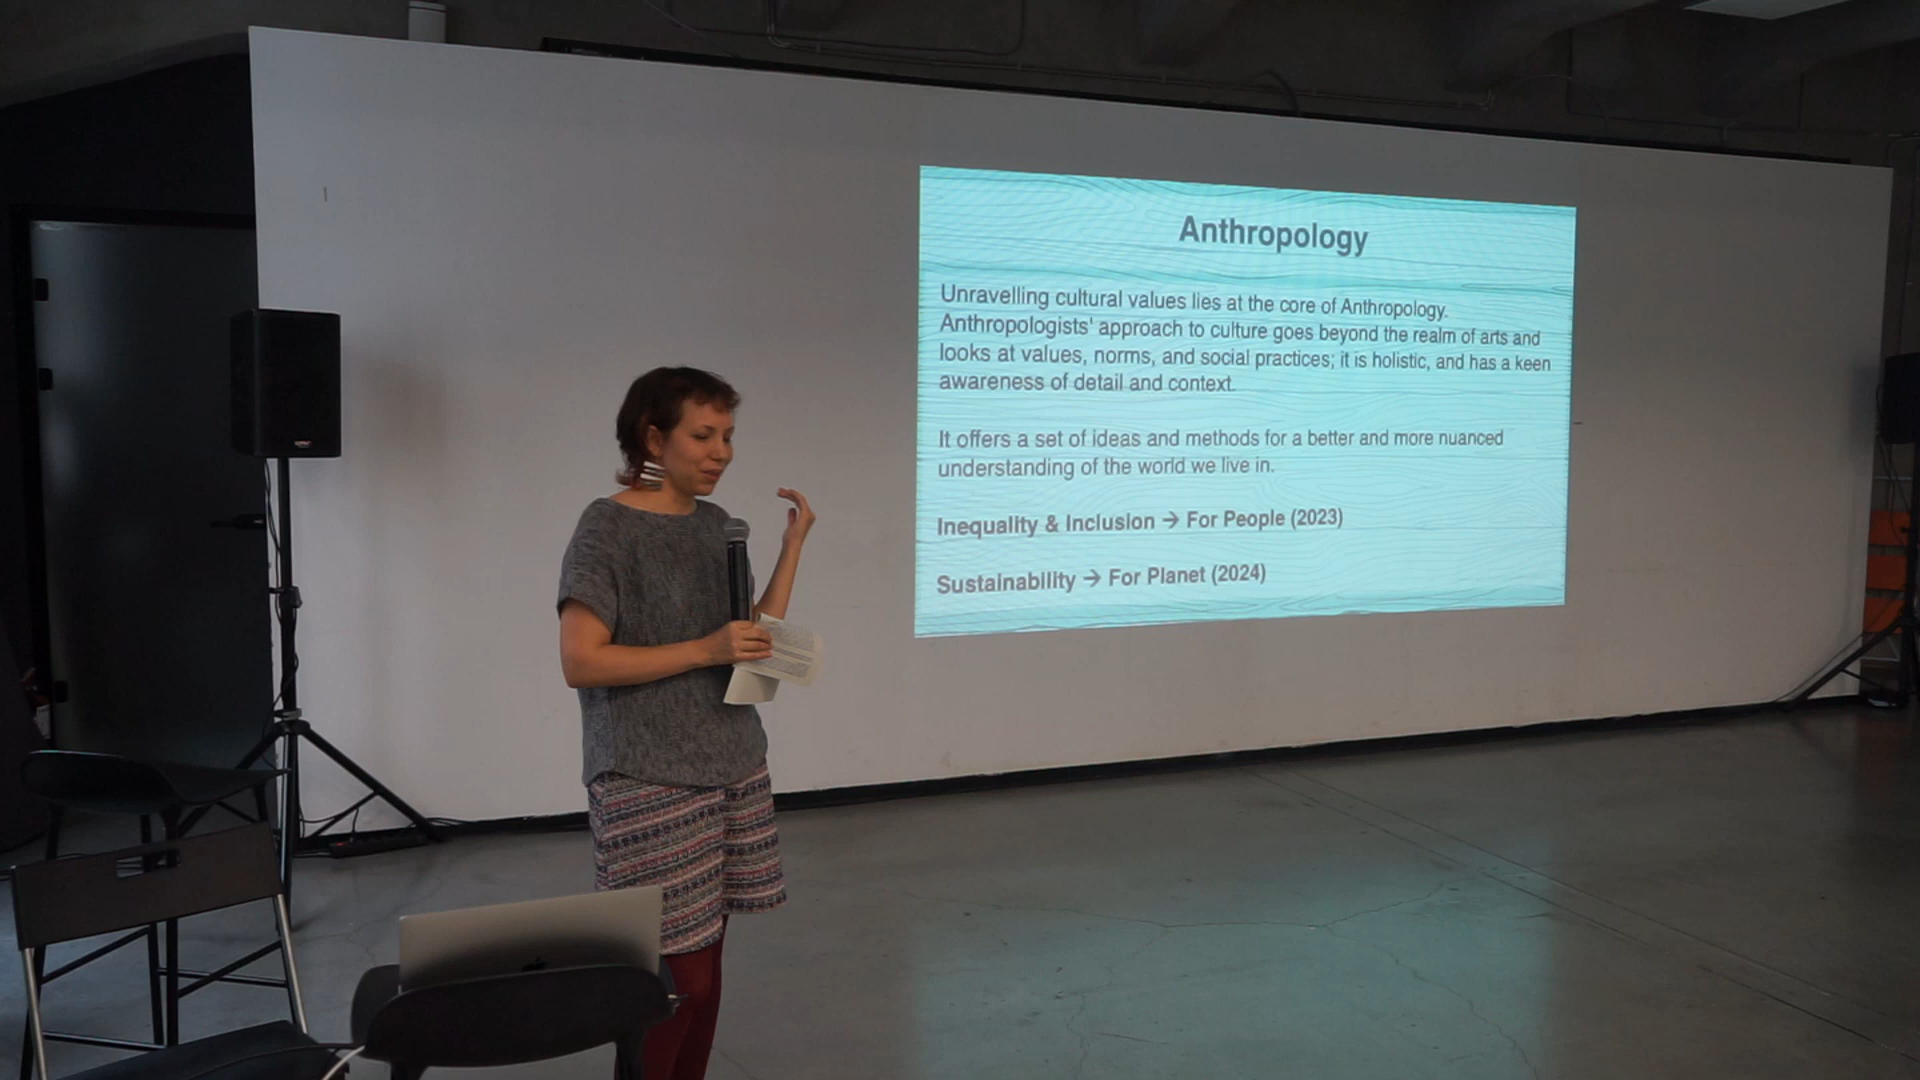 Anthropology
Unravelling cultural values lies at the core of Anthropology.
Anthropologists' approach to culture goes beyond the realm of arts and
looks at values, norms, and social practices; it is holistic, and has a keen
awareness of detail and context.
It offers a set of ideas and methods for a better and more nuanced
understanding of the world we live in.
Inequality & Inclusion → For People (2023)
Sustainability → For Planet (2024)